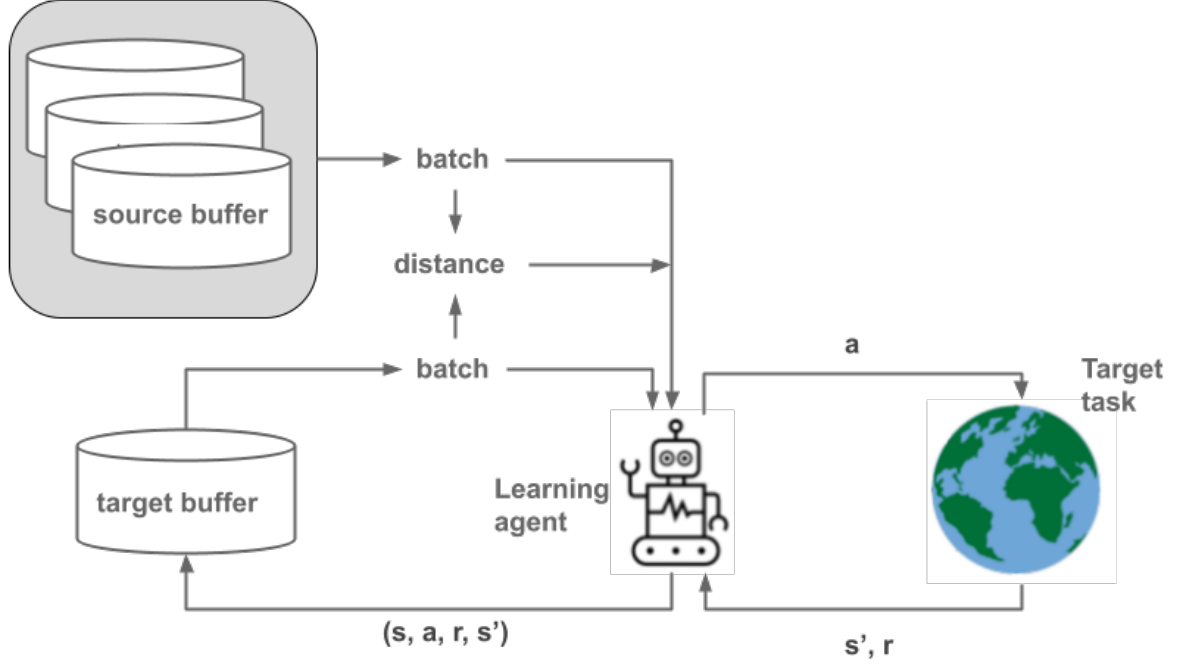 batch
source buffer
distance
a
batch
Target
task
Learning
agent
target buffer
(s, a, r, s’)
s’, r